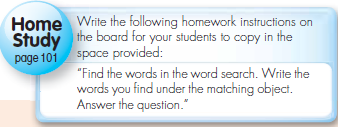 Home
Study
page 101
Write the following homework instructions on
the board for your students to copy in the
space provided:
“Find the words in the word search. Write the
words you find under the matching object.
Answer the question.”